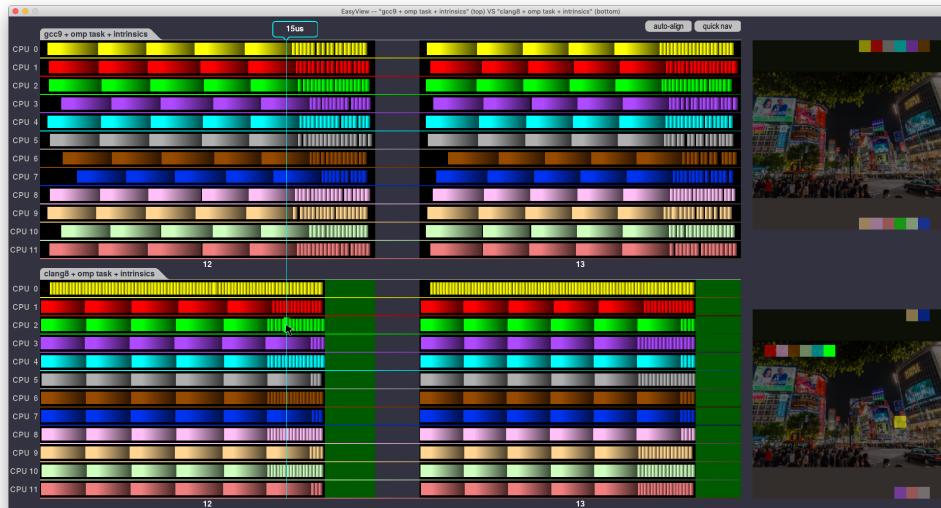 EasyView -- "gcc9 + omp task + intrinsics" (top) VS "clang8 + omp task + intrinsics" (bottom)
15us
auto-align
quick nav
gcc9 + omp task + intrinsics
CPU 0
CPU 1
CPU 2
CPU 3
CPU 4
CPU 5
CPU 6
CPU 7
CPU 8
CPU 9
CPU 10
CPU 11
12 13
clang8 + omp task + intrinsics
CPU 0
CPU 1
CPU 2
CPU 3
CPU 4
CPU 5
CPU 6
CPU 7
CPU 8
CPU 9
CPU 10
CPU 11
12 13